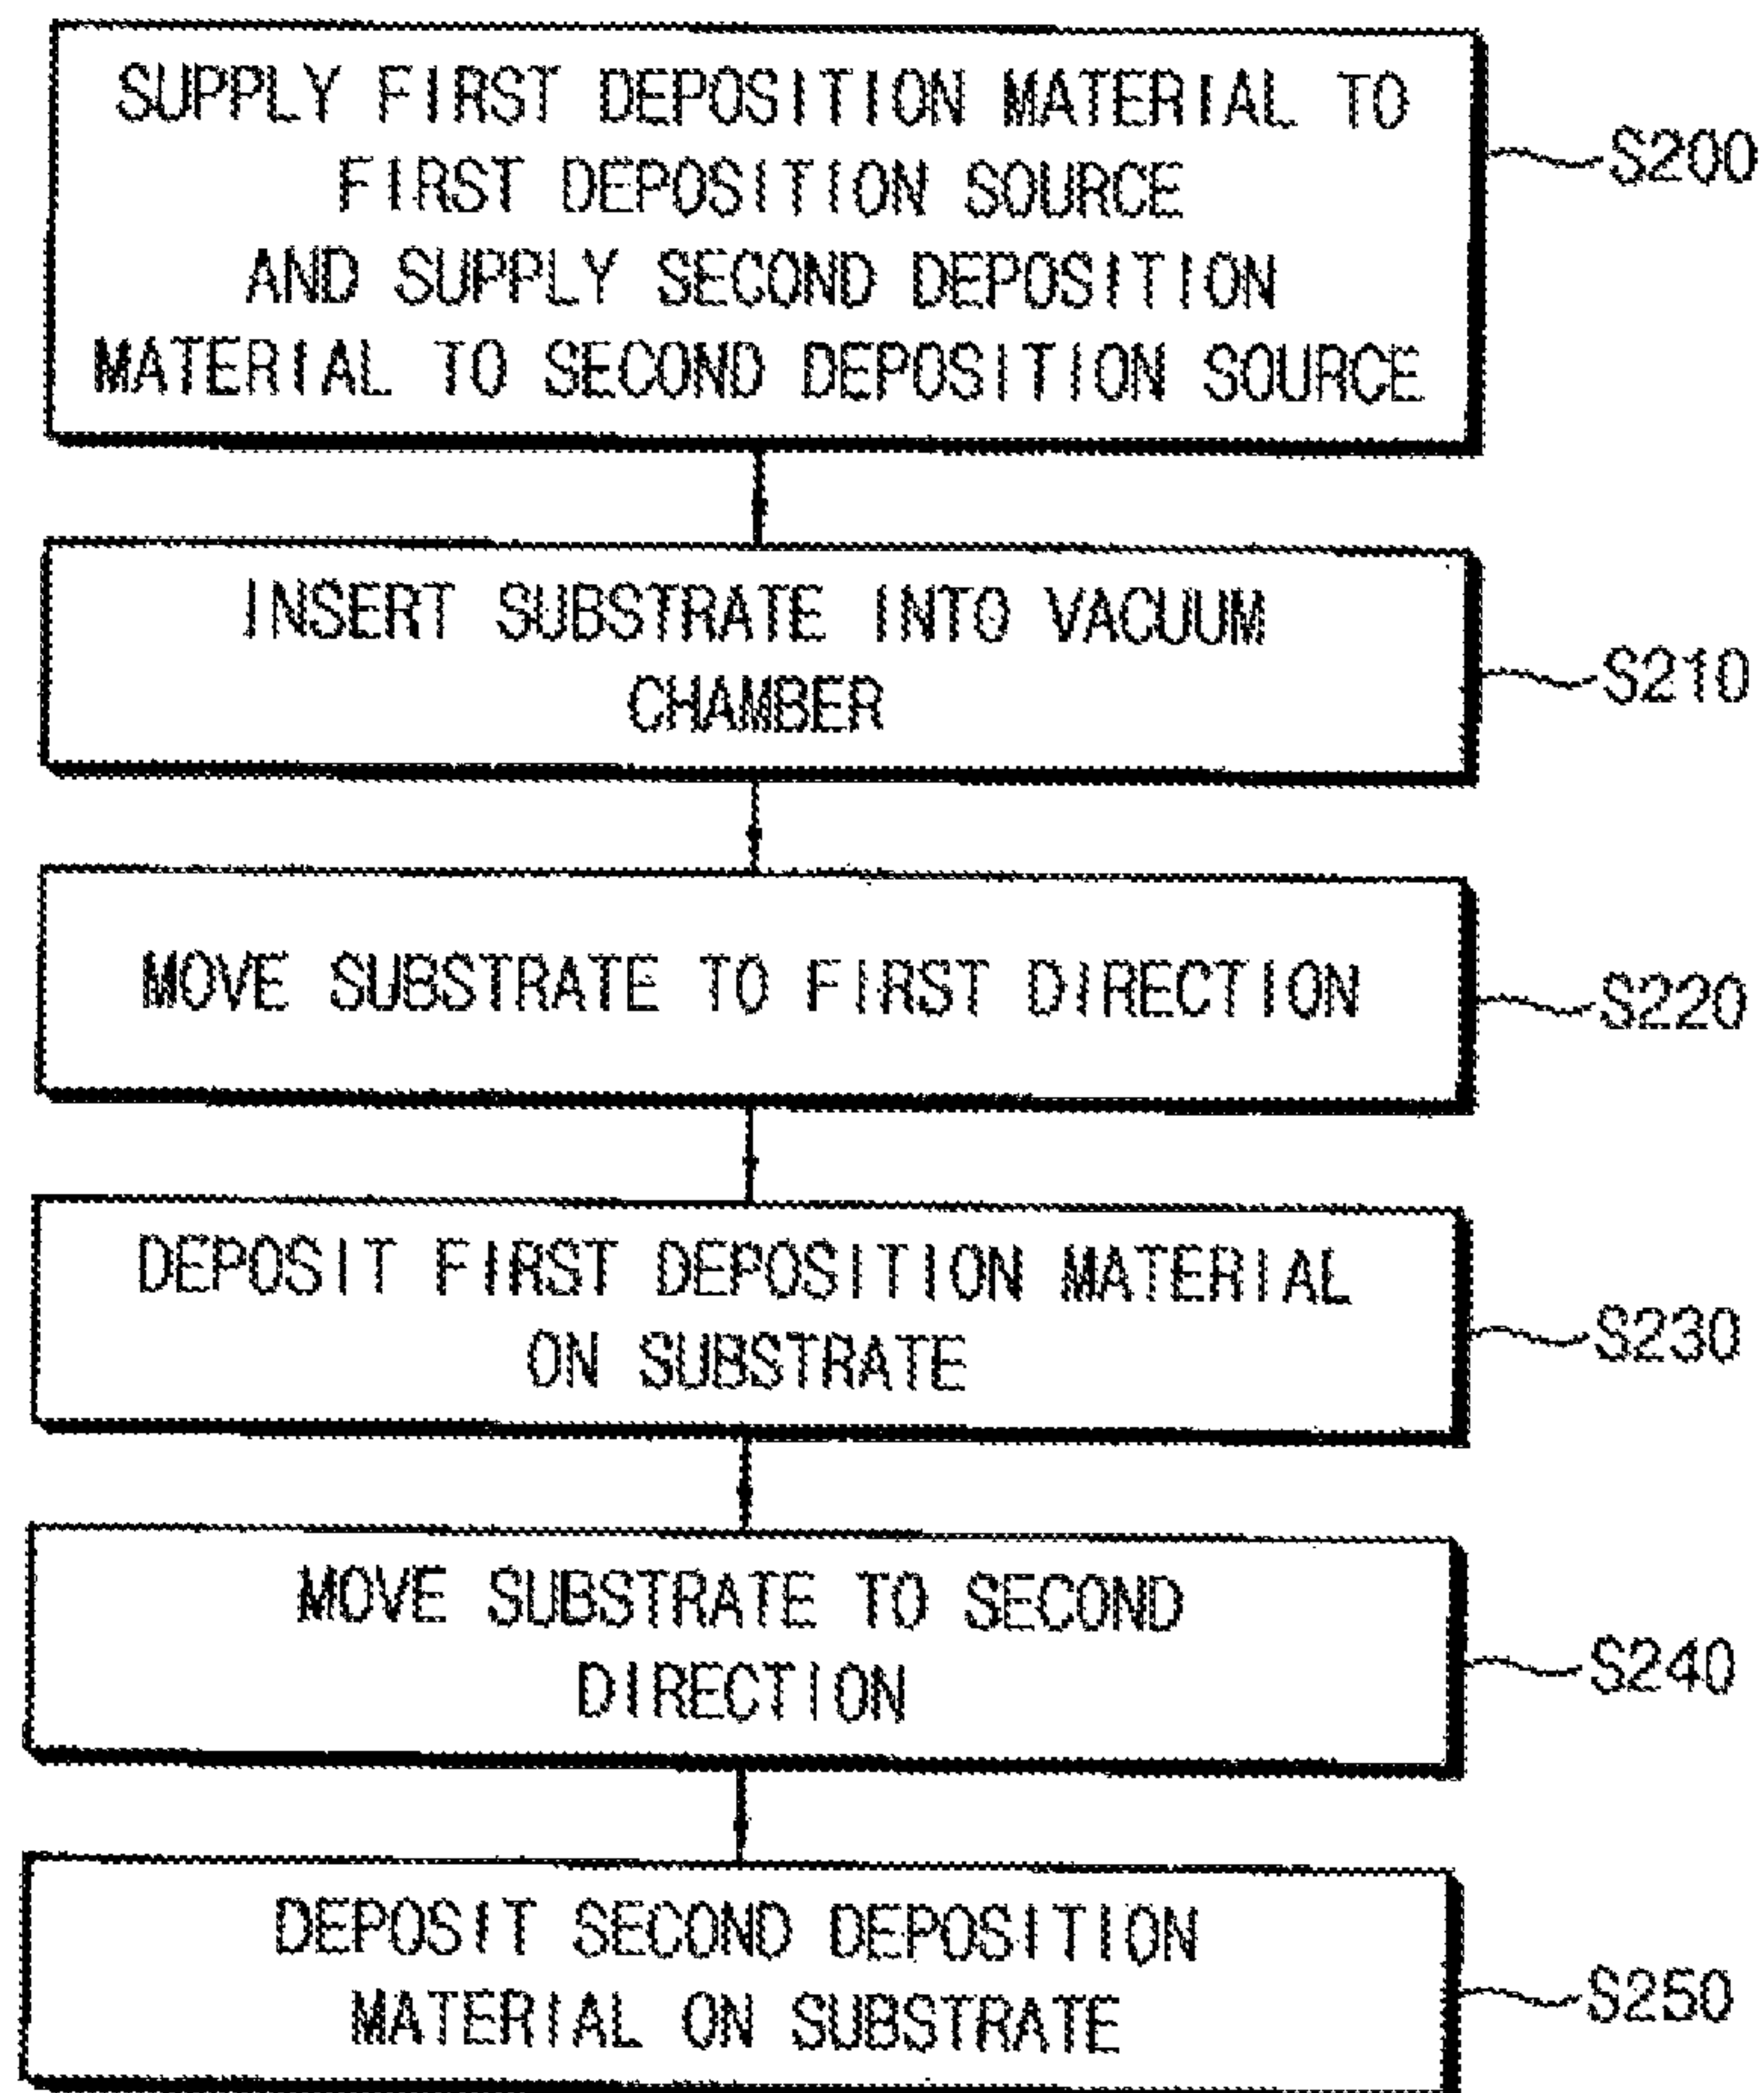 SUPPLY FIRST DEPOSITION MATERIAL TO
FIRST DEPOSITION SOURCE
AND SUPPLY SECOND DEPOSITION
MATERIAL TO SECOND DEPOSITION SOURCE
S200
INSERT SUBSTRATE INTO VACUUM
CHAMBER
S210
MOVE SUBSTRATE TO FIRST DIRECTION
S220
DEPOSIT FIRST DEPOSITION MATERIAL
ON SUBSTRATE
S230
MOVE SUBSTRATE TO SECOND
DIRECTION
S240
DEPOSIT SECOND DEPOSITION
MATERIAL ON SUBSTRATE
S250